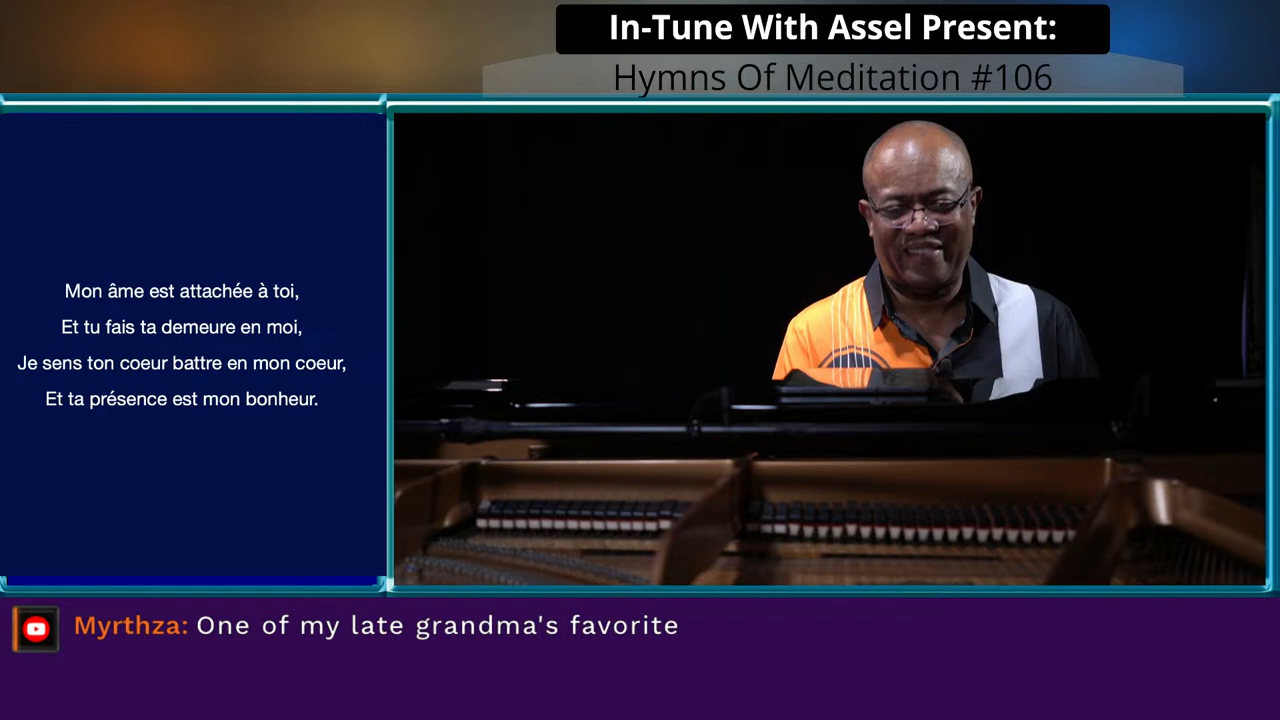 In-Tune With Assel Present:
Hymns Of Meditation #106
Mon âme est attachée à toi,
Et tu fais ta demeure en moi,
Je sens ton coeur battre en mon coeur,
Et ta présence est mon bonheur.
Myrthza: One of my late grandma's favorite